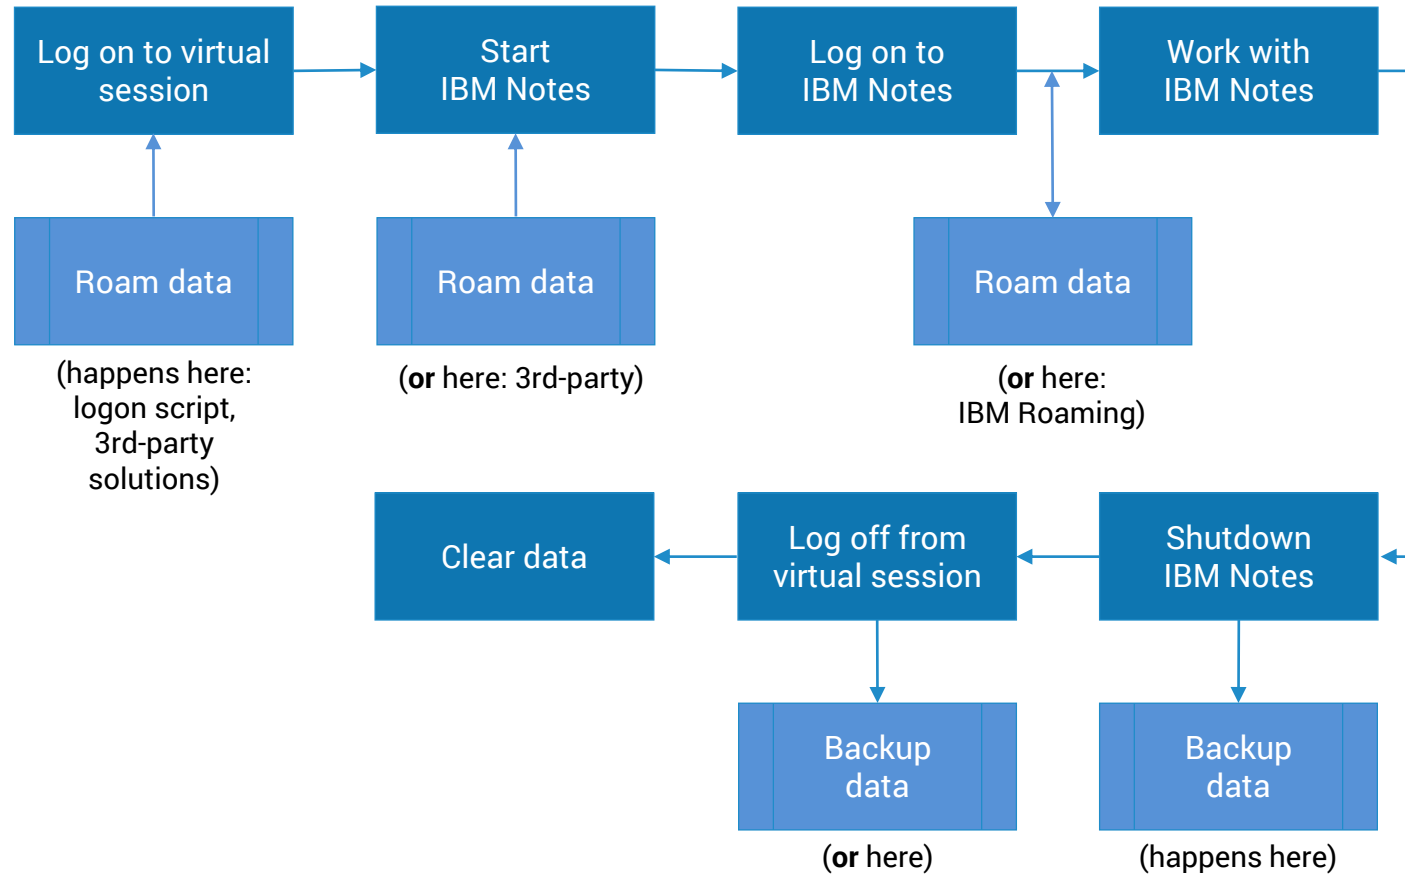 Log on to virtual
session
Start
IBM Notes
Log on to
IBM Notes
Work with
IBM Notes
Roam data
Roam data
Roam data
(happens here:
logon script,
3rd-party
solutions)
(or here: 3rd-party)
(or here:
IBM Roaming)
Clear data
Log off from
virtual session
Shutdown
IBM Notes
Backup
data
Backup
data
(or here)
(happens here)